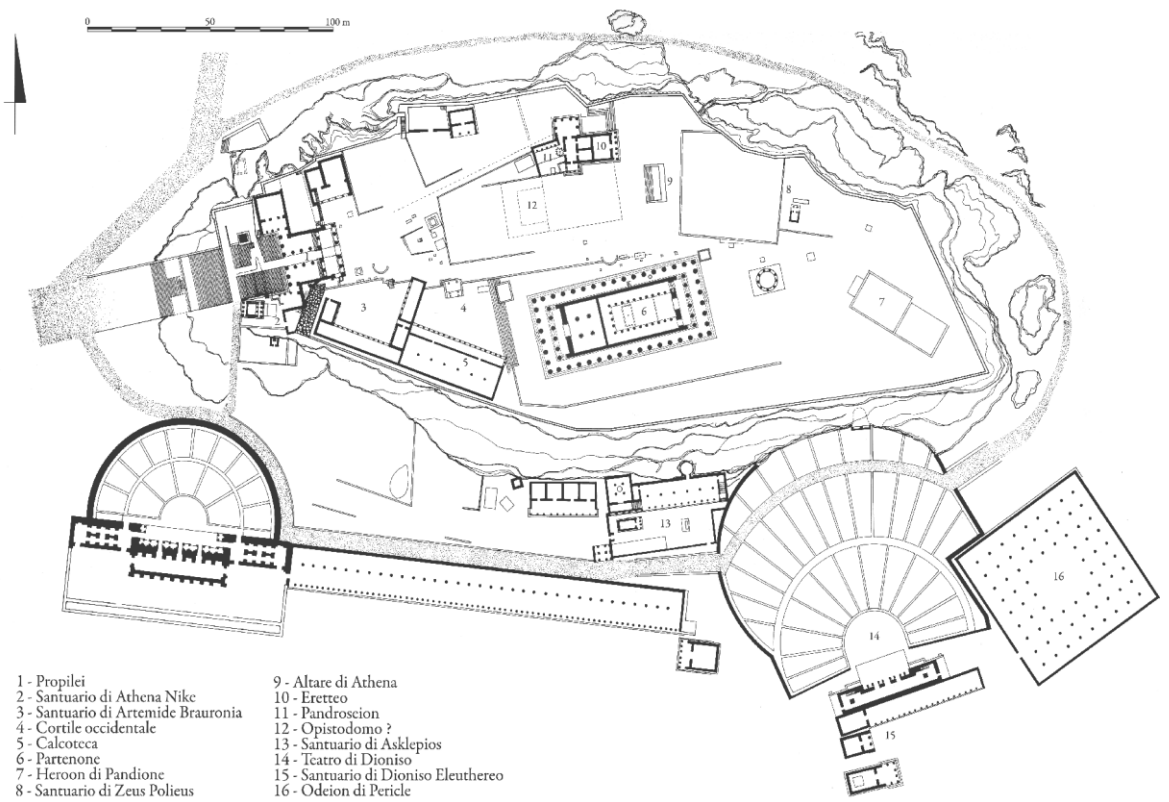 0 50 100 m
10
11
9
8
12
3
4
6
7
5
13
16
14
15
1 - Propilei
2 - Santuario di Athena Nike
3 - Santuario di Artemide Brauronia
4 - Cortile occidentale
5 - Calcoteca
6 - Partenone
7 - Heroon di Pandione
8 - Santuario di Zeus Polieus
9 - Altare di Athena
10 - Eretteo
11 - Pandroseion
12 - Opistodomo ?
13 - Santuario di Asklepios
14 - Teatro di Dioniso
15 - Santuario di Dioniso Eleuthereo
16 - Odeion di Pericle